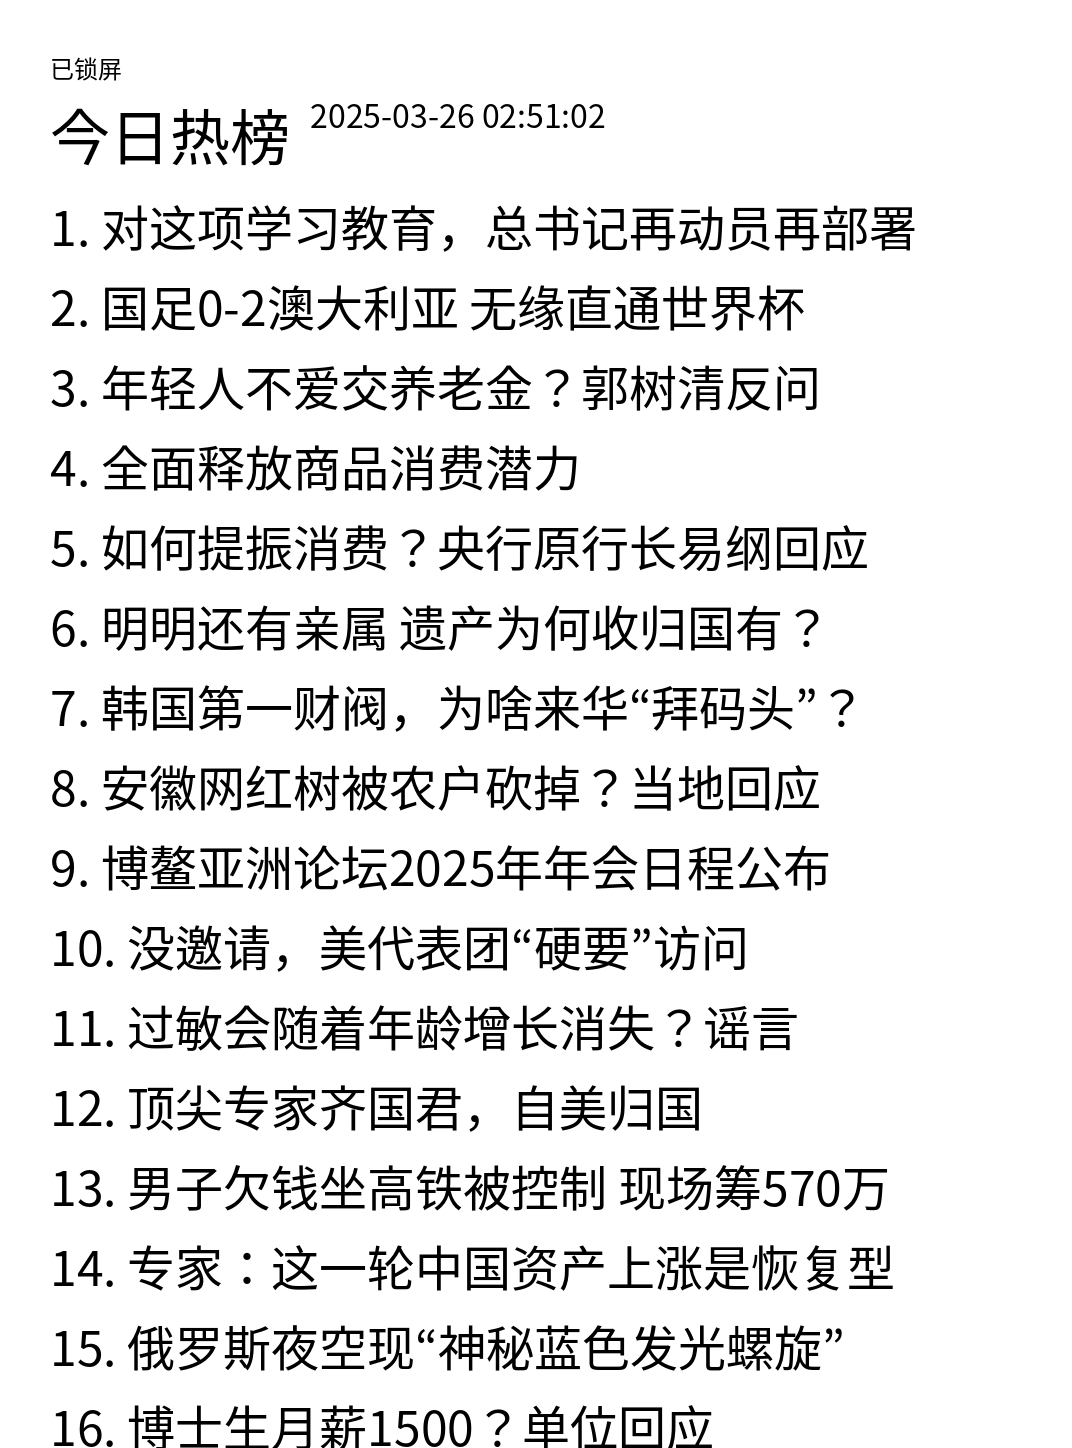 已锁屏
今日热榜 2025-03-26 02:51:02
1. 对这项学习教育，总书记再动员再部署
2. 国足0-2澳大利亚 无缘直通世界杯
3. 年轻人不爱交养老金？郭树清反问
4. 全面释放商品消费潜力
5. 如何提振消费？央行原行长易纲回应
6. 明明还有亲属 遗产为何收归国有？
7. 韩国第一财阀，为啥来华“拜码头”？
8. 安徽网红树被农户砍掉？当地回应
9. 博鳌亚洲论坛2025年年会日程公布
10. 没邀请，美代表团“硬要”访问
11. 过敏会随着年龄增长消失？谣言
12. 顶尖专家齐国君，自美归国
13. 男子欠钱坐高铁被控制 现场筹570万
14. 专家：这一轮中国资产上涨是恢复型
15. 俄罗斯夜空现“神秘蓝色发光螺旋”
16. 博士生月薪1500？单位回应